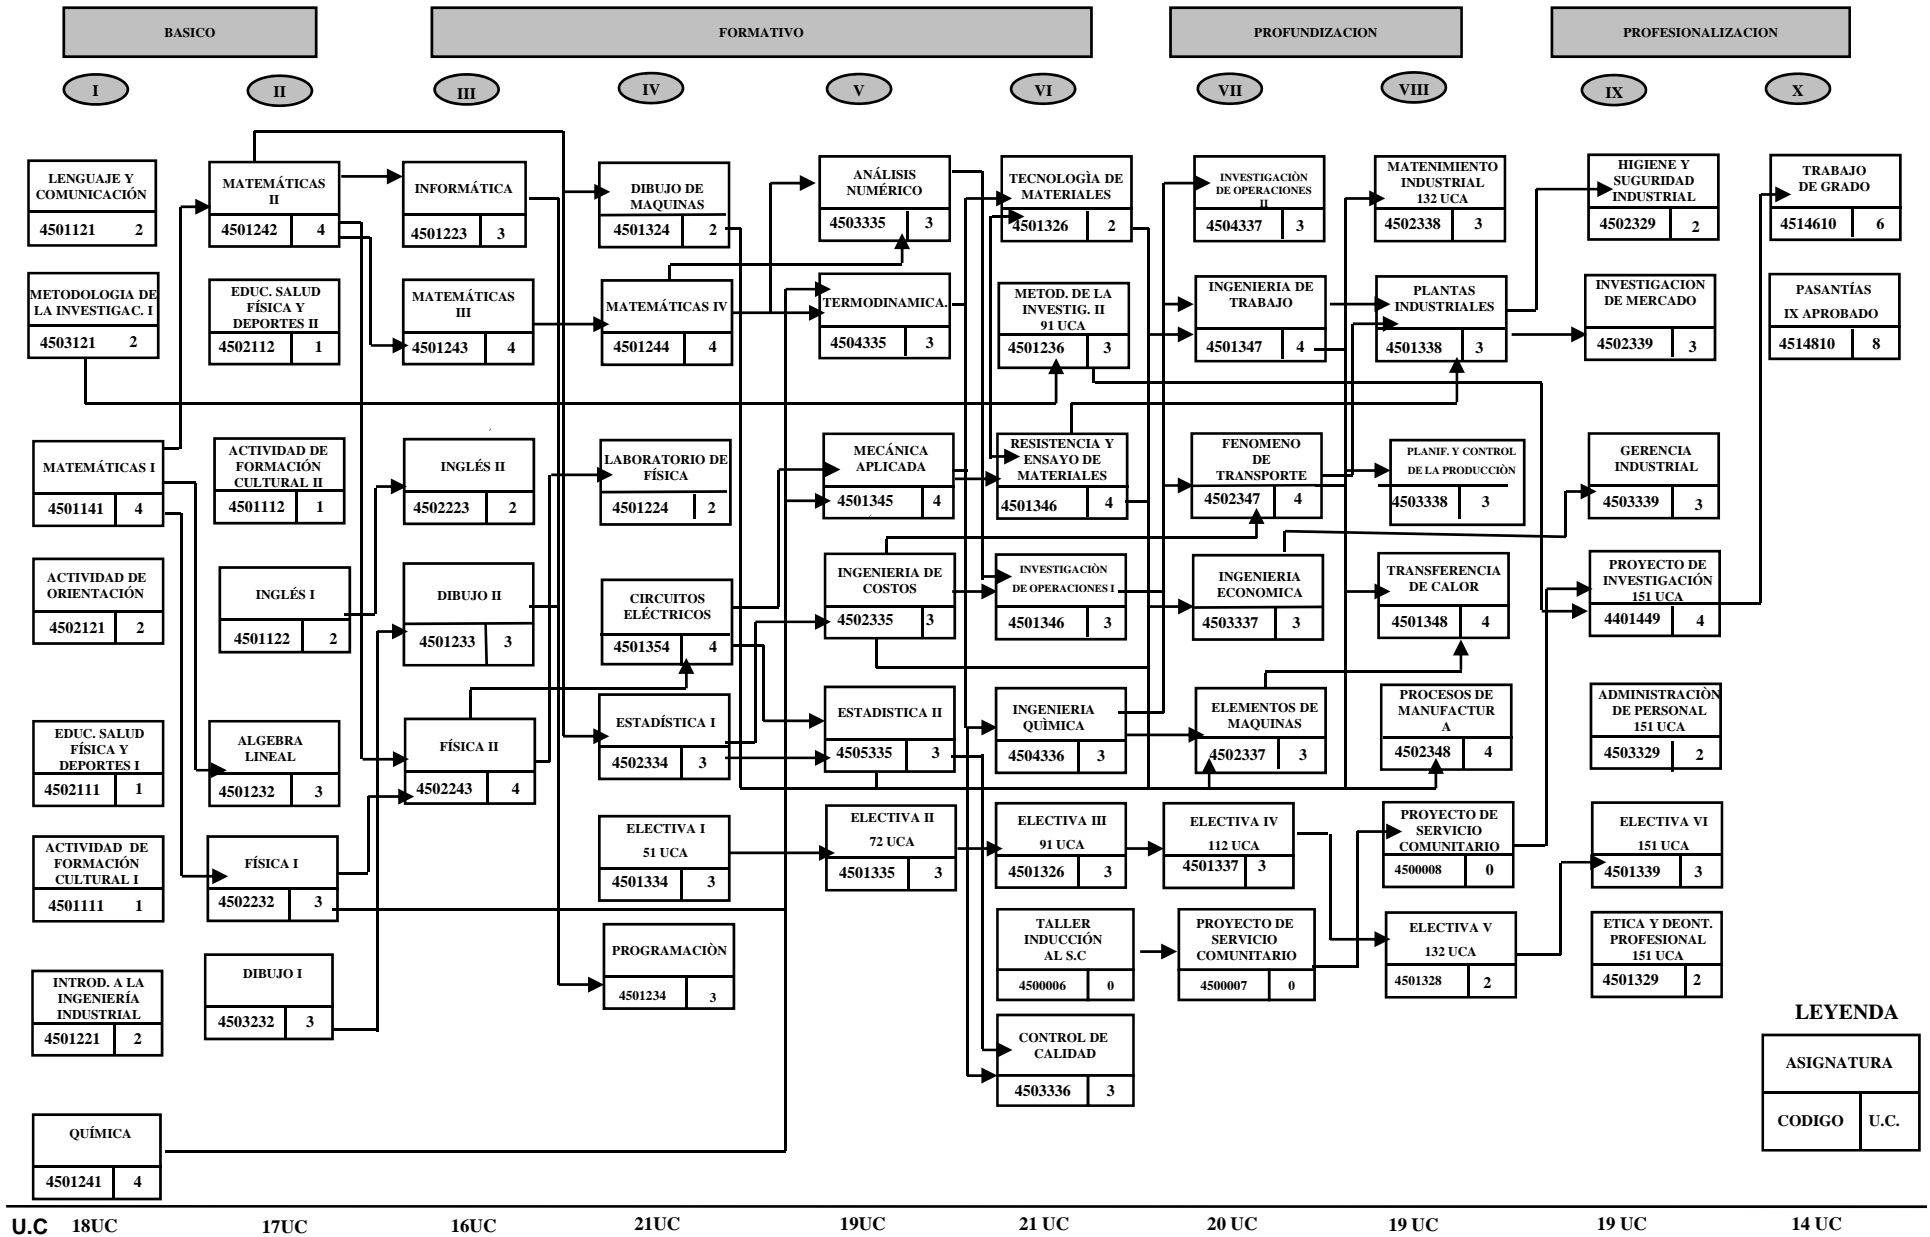 BASICO
FORMATIVO
PROFUNDIZACION
PROFESIONALIZACION
I
II
III
IV
V
VI
VII
VIII
IX
X
LENGUAJE Y
COMUNICACIÓN
4501121 2
METODOLOGIA DE
LA INVESTIGAC. I
4503121 2
MATEMÁTICAS I
4501141 4
ACTIVIDAD DE
ORIENTACIÓN
4502121 2
EDUC. SALUD
FÍSICA Y
DEPORTES I
4502111 1
ACTIVIDAD DE
FORMACIÓN
CULTURAL I
4501111 1
INTROD. A LA
INGENIERÍA
INDUSTRIAL
4501221 2
QUÍMICA
4501241 4
MATEMÁTICAS
II
4501242 4
EDUC. SALUD
FÍSICA Y
DEPORTES II
4502112 1
ACTIVIDAD DE
FORMACIÓN
CULTURAL II
4501112 1
INGLÉS I
4501122 2
ALGEBRA
LINEAL
4501232 3
FÍSICA I
4502232 3
DIBUJO I
4503232 3
INFORMÁTICA
4501223 3
MATEMÁTICAS
III
4501243 4
INGLÉS II
4502223 2
DIBUJO II
4501233 3
FÍSICA II
4502243 4
DIBUJO DE
MAQUINAS
4501324 2
MATEMÁTICAS IV
4501244 4
LABORATORIO DE
FÍSICA
4501224 2
CIRCUITOS
ELÉCTRICOS
4501354 4
ESTADÍSTICA I
4502334 3
ELECTIVA I
51 UCA
4501334 3
PROGRAMACIÒN
4501234 3
ANÁLISIS
NUMÉRICO
4503335 3
TERMODINAMICA.
4504335 3
MECÁNICA
APLICADA
4501345 4
INGENIERIA DE
COSTOS
4502335 3
ESTADISTICA II
4505335 3
ELECTIVA II
72 UCA
4501335 3
TECNOLOGÌA DE
MATERIALES
4501326 2
METOD. DE LA
INVESTIG. II
91 UCA
4501236 3
RESISTENCIA Y
ENSAYO DE
MATERIALES
4501346 4
INVESTIGACIÒN
DE OPERACIONES I
4501346 3
INGENIERIA
QUÌMICA
4504336 3
ELECTIVA III
91 UCA
4501326 3
TALLER
INDUCCIÓN
AL S.C
4500006 0
CONTROL DE
CALIDAD
4503336 3
INVESTIGACIÒN
DE OPERACIONES
II
4504337 3
INGENIERIA DE
TRABAJO
4501347 4
FENOMENO
DE
TRANSPORTE
4502347 4
INGENIERIA
ECONOMICA
4503337 3
ELEMENTOS DE
MAQUINAS
4502337 3
ELECTIVA IV
112 UCA
4501337 3
PROYECTO DE
SERVICIO
COMUNITARIO
4500007 0
MATENIMIENTO
INDUSTRIAL
132 UCA
4502338 3
PLANTAS
INDUSTRIALES
4501338 3
PLANIF. Y CONTROL
DE LA PRODUCCIÒN
4503338 3
TRANSFERENCIA
DE CALOR
4501348 4
PROCESOS DE
MANUFACTUR
A
4502348 4
PROYECTO DE
SERVICIO
COMUNITARIO
4500008 0
ELECTIVA V
132 UCA
4501328 2
HIGIENE Y
SUGURIDAD
INDUSTRIAL
4502329 2
INVESTIGACION
DE MERCADO
4502339 3
GERENCIA
INDUSTRIAL
4503339 3
PROYECTO DE
INVESTIGACIÓN
151 UCA
4401449 4
ADMINISTRACIÒN
DE PERSONAL
151 UCA
4503329 2
ELECTIVA VI
151 UCA
4501339 3
ETICA Y DEONT.
PROFESIONAL
151 UCA
4501329 2
TRABAJO
DE GRADO
4514610 6
PASANTÍAS
IX APROBADO
4514810 8
LEYENDA
ASIGNATURA
CODIGO U.C.
U.C 18UC 17UC 16UC 21UC 19UC 21 UC 20 UC 19 UC 19 UC 14 UC